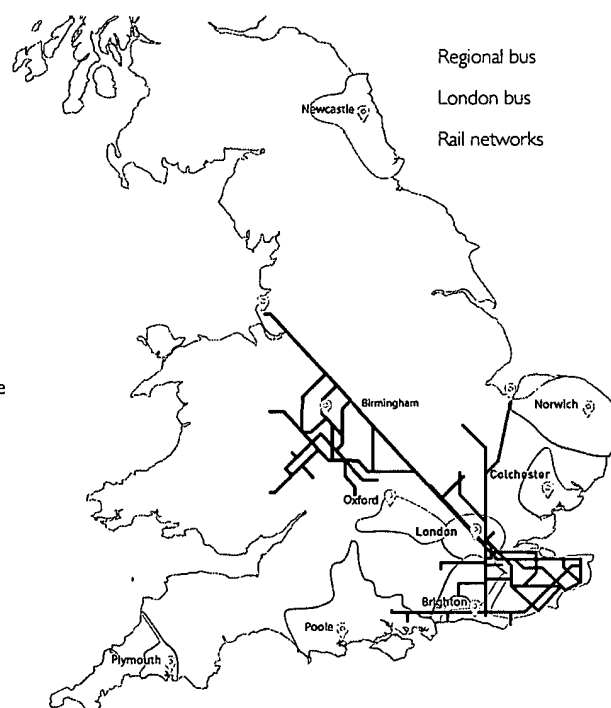 Regional bus
London bus
Rail networks
Newcastle
e
Birmingham
Norwich
Colchester
Oxford
London
Brighton
Poole
Plymouth